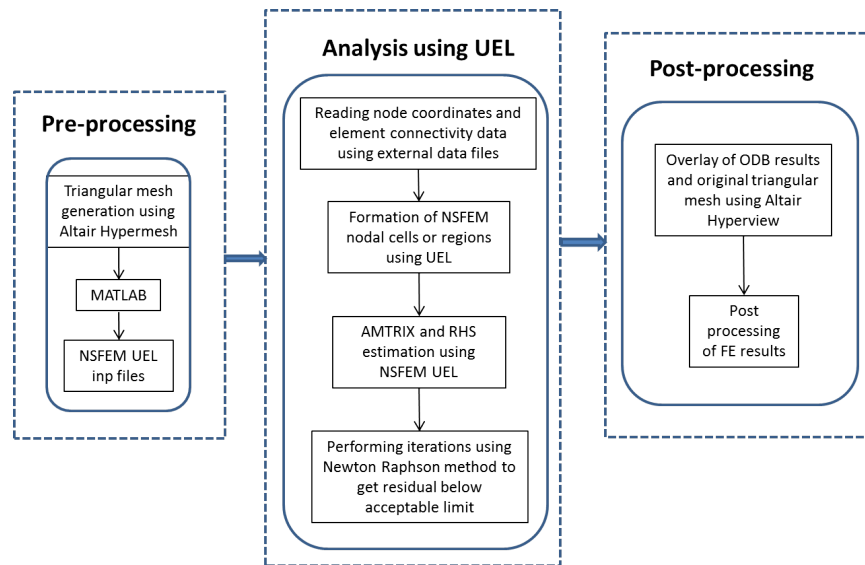 Pre-processing
Triangular mesh
generation using
Altair Hypermesh
MATLAB
NSFEM UEL
inp files
Analysis using UEL
Reading node coordinates and
element connectivity data
using external data files
Formation of NSFEM
nodal cells or regions
using UEL
AMTRIX and RHS
estimation using
NSFEM UEL
Performing iterations using
Newton Raphson method to
get residual below
acceptable limit
Post-processing
Overlay of ODB results
and original triangular
mesh using Altair
Hyperview
Post
processing
of FE results